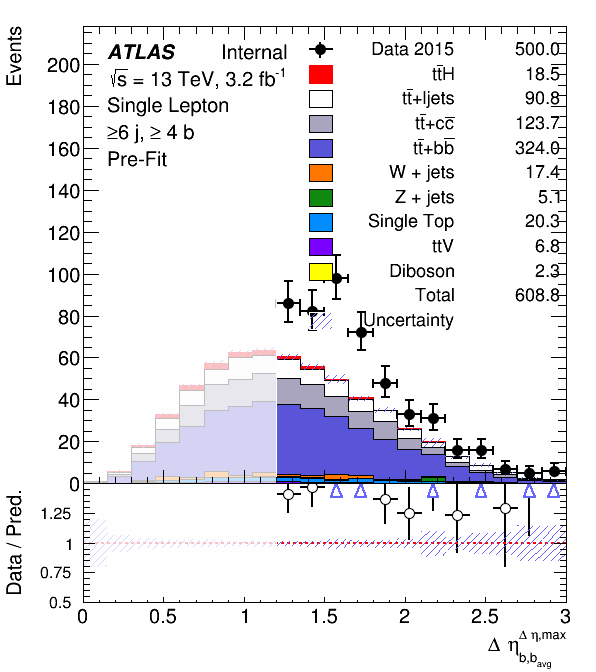 Events
ATLAS Internal
√s = 13 TeV, 3.2 fb⁻¹
Single Lepton
≥6 j, ≥ 4 b
Pre-Fit
Data 2015 500.0
tt̄H 18.5
tt̄+ljets 90.8
tt̄+cc̄ 123.7
tt̄+bb̄ 324.0
W + jets 17.4
Z + jets 5.1
Single Top 20.3
ttV 6.8
Diboson 2.3
Total 608.8
Uncertainty
200
180
160
140
120
100
80
60
40
20
0
Data / Pred.
1.25
1
0.75
0.5
0 0.5 1 1.5 2 2.5 3
Δ η b,b avg Δ η,max